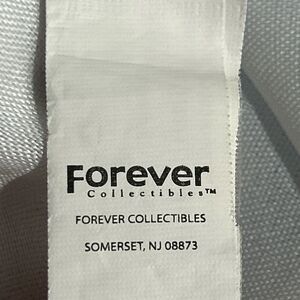 Forever
Collectibles™
FOREVER COLLECTIBLES
SOMERSET, NJ 08873